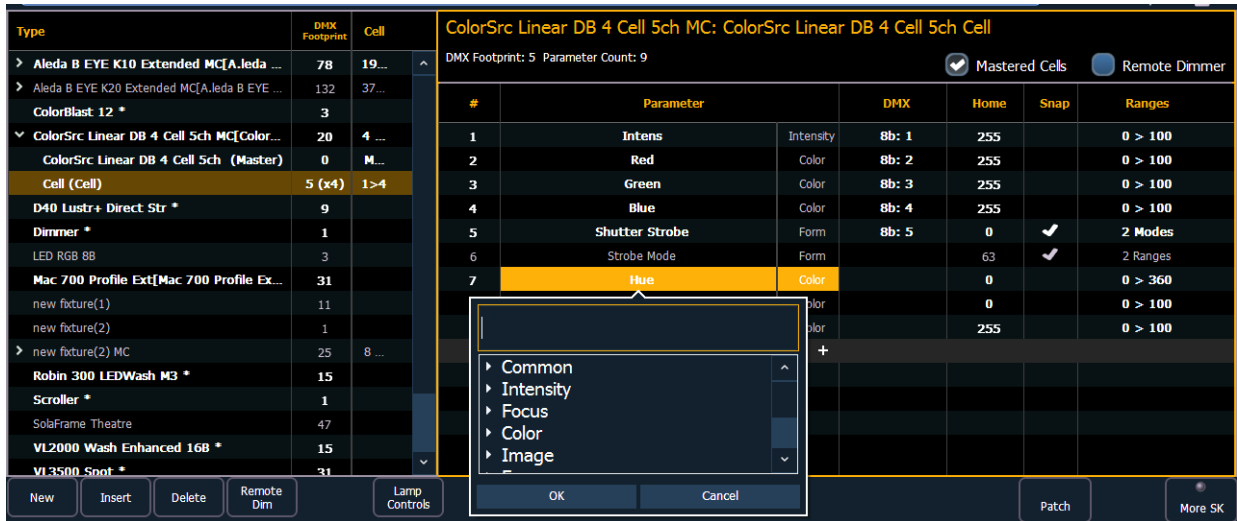 Type DMX Footprint Cell
Aleda B EYE K10 Extended MC[A.leda ... 78 19...
Aleda B EYE K20 Extended MC[A.leda B EYE ... 132 37...
ColorBlast 12 * 3
ColorSrc Linear DB 4 Cell 5ch MC[Color... 20 4 ...
ColorSrc Linear DB 4 Cell 5ch (Master) 0 M...
Cell (Cell) 5 (x4) 1>4
D40 Lustr+ Direct Str * 9
Dimmer * 1
LED RGB 8B 3
Mac 700 Profile Ext[Mac 700 Profile Ex... 31
new fixture(1) 11
new fixture(2) 1
new fixture(2) MC 25 8 ...
Robin 300 LEDWash M3 * 15
Scroller * 1
SolaFrame Theatre 47
VL2000 Wash Enhanced 16B * 15
VL3500 Spot * 31
ColorSrc Linear DB 4 Cell 5ch MC: ColorSrc Linear DB 4 Cell 5ch Cell
DMX Footprint: 5 Parameter Count: 9
Mastered Cells Remote Dimmer
# Parameter DMX Home Snap Ranges
1 Intens Intensity 8b: 1 255 0 > 100
2 Red Color 8b: 2 255 0 > 100
3 Green Color 8b: 3 255 0 > 100
4 Blue Color 8b: 4 255 0 > 100
5 Shutter Strobe Form 8b: 5 0 2 Modes
6 Strobe Mode Form 63 2 Ranges
7 Hue Color 0 0 > 360
olor 0 0 > 100
olor 255 0 > 100
+
Common
Intensity
Focus
Color
Image
OK Cancel
New Insert Delete Remote Dim Lamp Controls Patch More SK